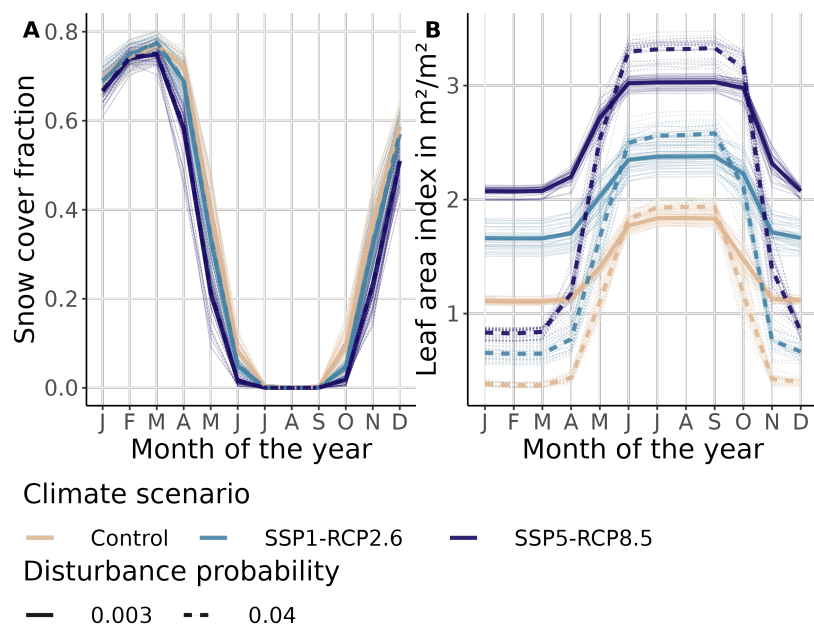 A
B
Snow cover fraction
0.8
0.6
0.4
0.2
0.0
J F M A M J J A S O N D
Month of the year
Leaf area index in m²/m²
3
2
1
J F M A M J J A S O N D
Month of the year
Climate scenario
Control SSP1-RCP2.6 SSP5-RCP8.5
Disturbance probability
0.003 0.04